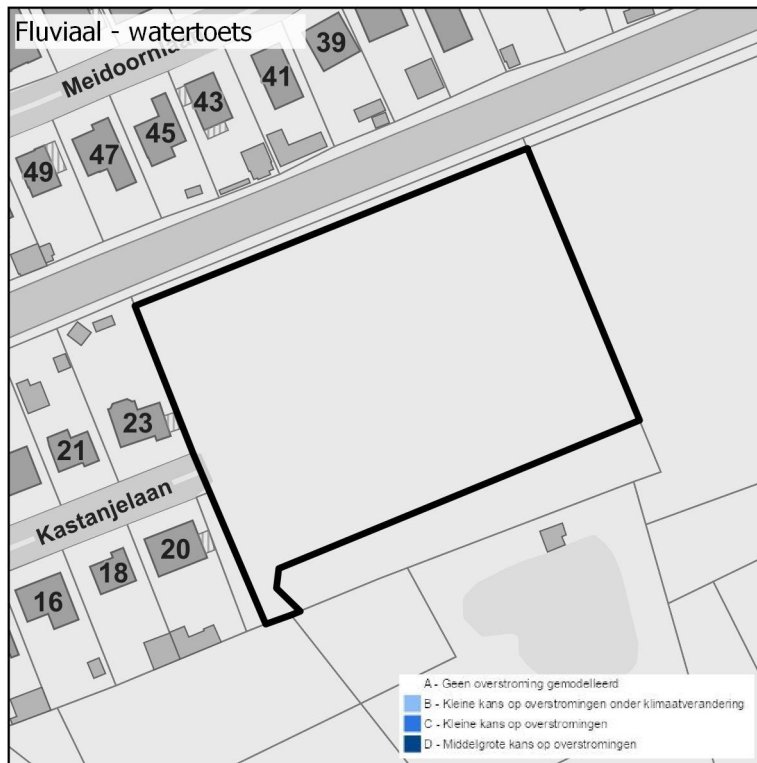 Fluviaal - watertoets
39
41
43
45
47
49
23
21
Kastanjelaan
20
18
16
A - Geen overstroming gemodelleerd
B - Kleine kans op overstromingen onder klimaatverandering
C - Kleine kans op overstromingen
D - Middelgrote kans op overstromingen